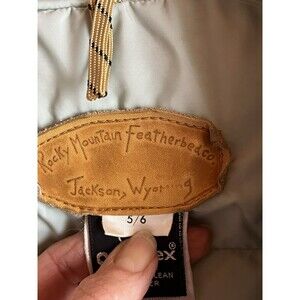 Rocky Mountain Featherbed Co.
Jackson, Wyoming
5/6